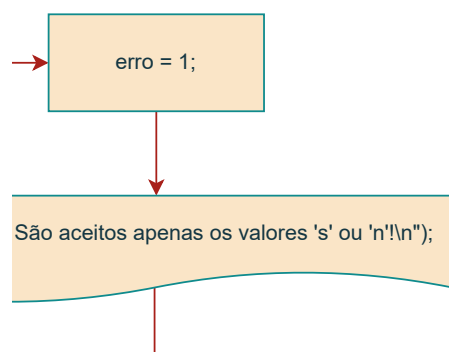 erro = 1;
São aceitos apenas os valores 's' ou 'n'!\n");